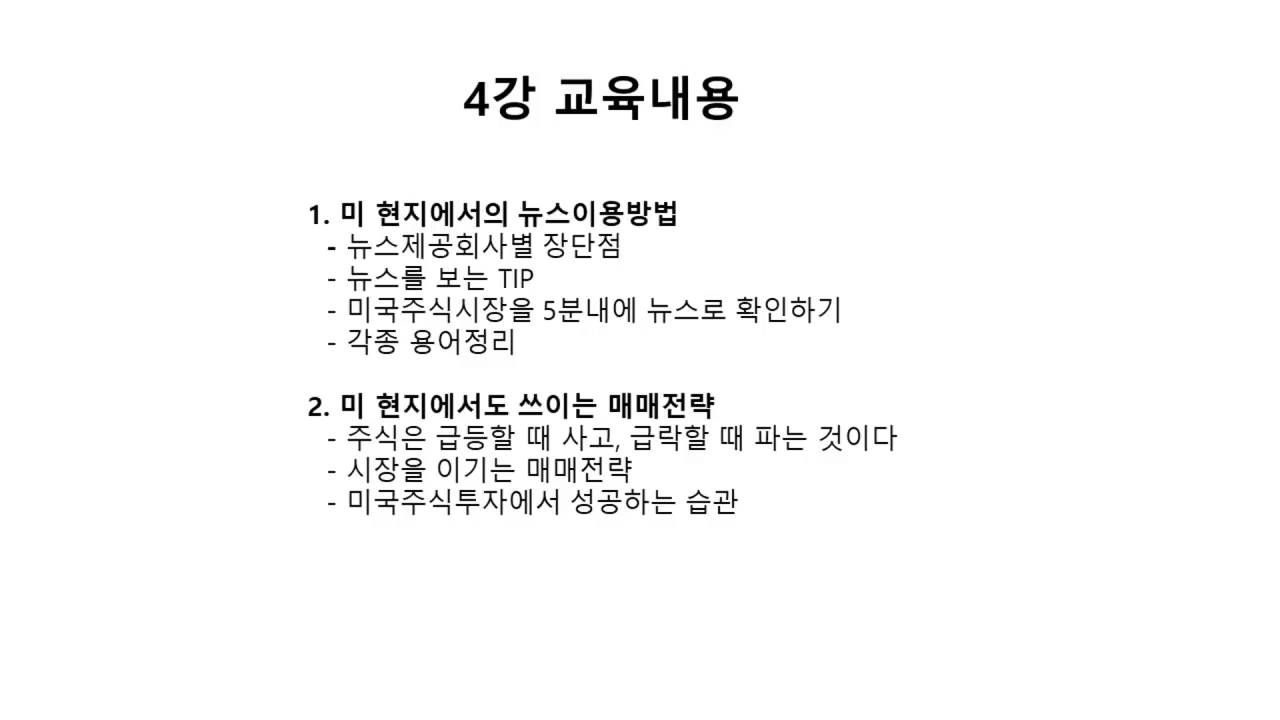 4강 교육내용
1. 미 현지에서의 뉴스이용방법
- 뉴스제공회사별 장단점
- 뉴스를 보는 TIP
- 미국주식시장을 5분내에 뉴스로 확인하기
- 각종 용어정리
2. 미 현지에서도 쓰이는 매매전략
- 주식은 급등할 때 사고, 급락할 때 파는 것이다
- 시장을 이기는 매매전략
- 미국주식투자에서 성공하는 습관